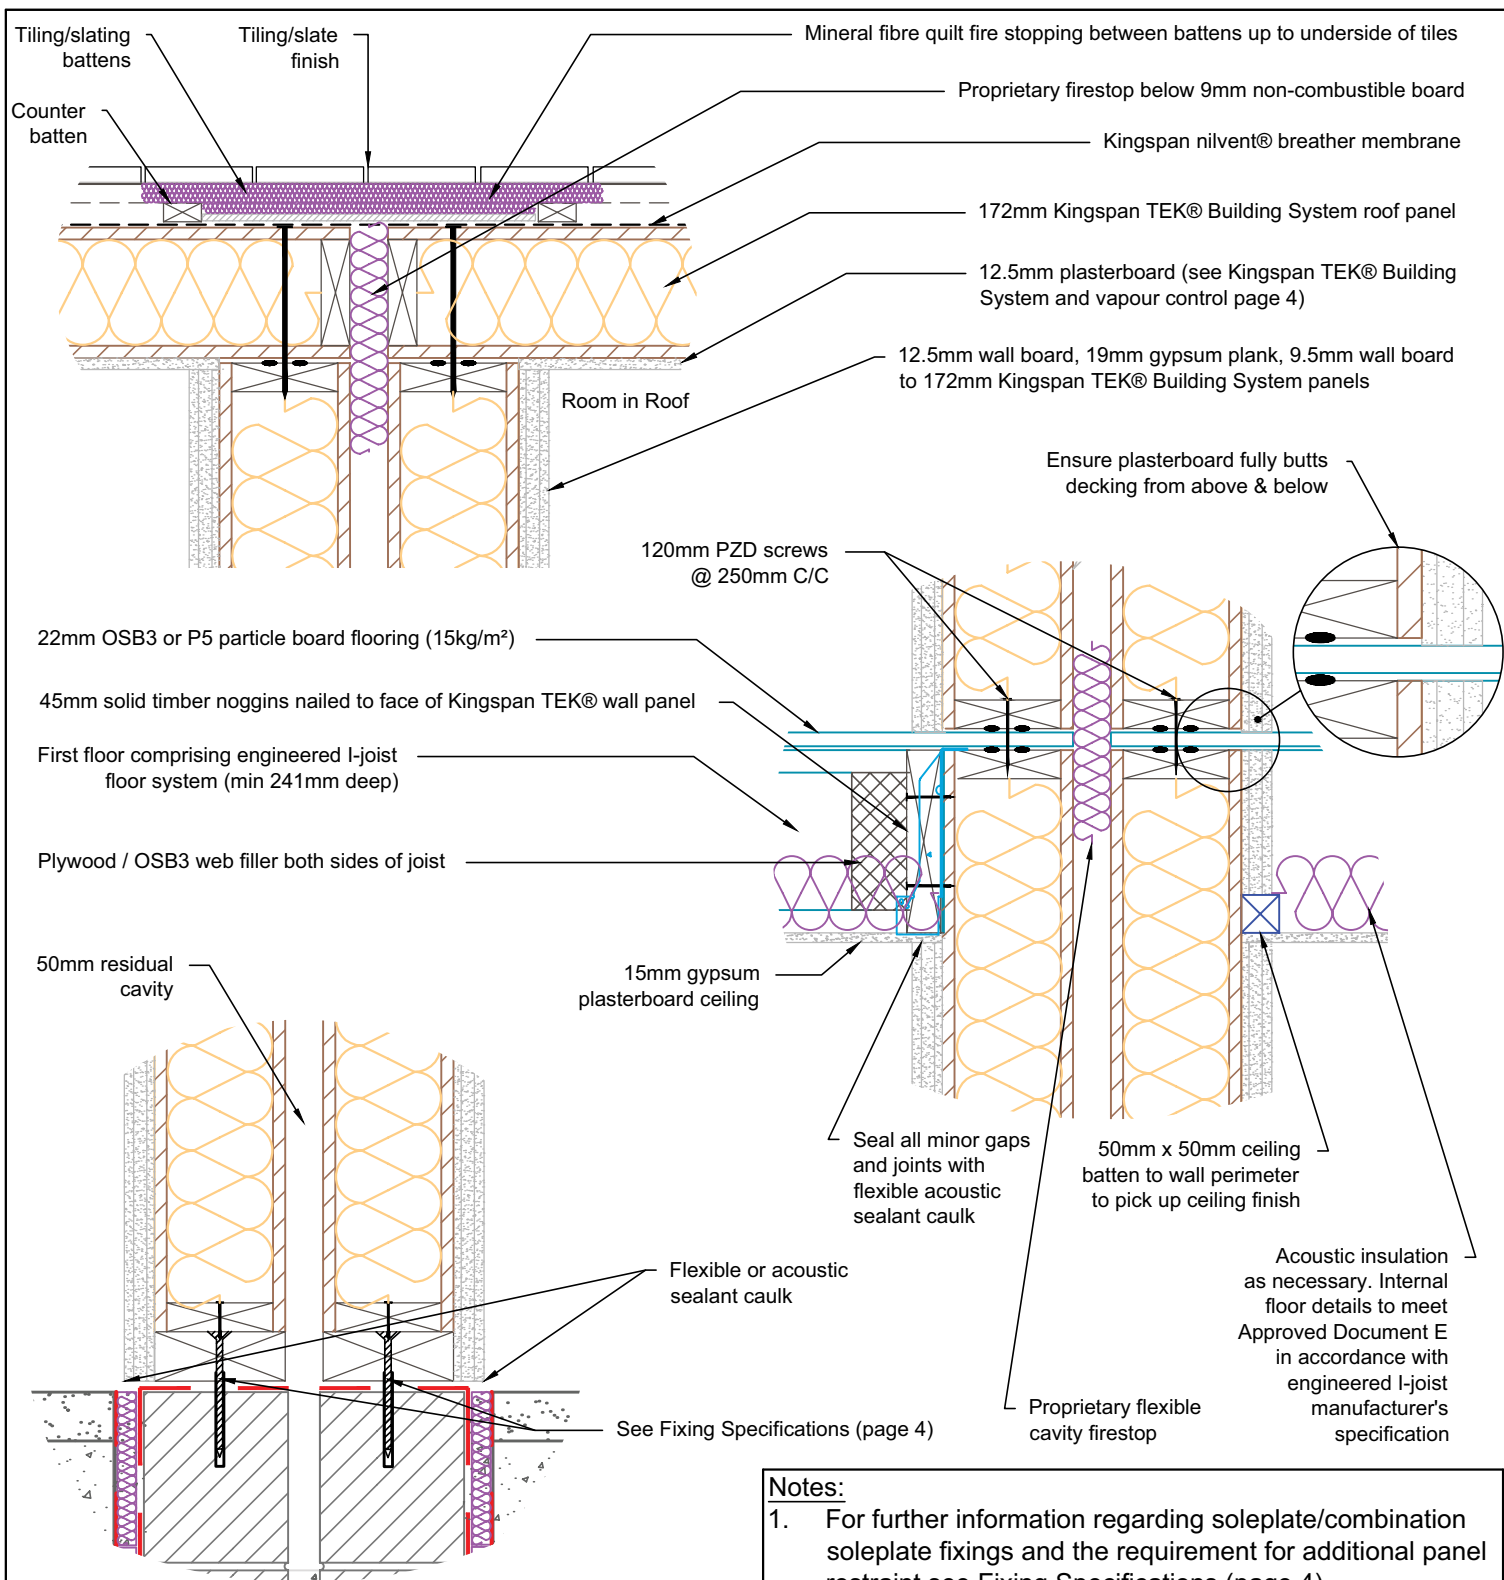 Tiling/slating
battens
Tiling/slate
finish
Mineral fibre quilt fire stopping between battens up to underside of tiles
Counter
batten
Proprietary firestop below 9mm non-combustible board
Kingspan nilvent® breather membrane
172mm Kingspan TEK® Building System roof panel
12.5mm plasterboard (see Kingspan TEK® Building
System and vapour control page 4)
12.5mm wall board, 19mm gypsum plank, 9.5mm wall board
to 172mm Kingspan TEK® Building System panels
Room in Roof
Ensure plasterboard fully butts
decking from above & below
120mm PZD screws
@ 250mm C/C
22mm OSB3 or P5 particle board flooring (15kg/m²)
45mm solid timber noggins nailed to face of Kingspan TEK® wall panel
First floor comprising engineered I-joist
floor system (min 241mm deep)
Plywood / OSB3 web filler both sides of joist
50mm residual
cavity
15mm gypsum
plasterboard ceiling
Seal all minor gaps
and joints with
flexible acoustic
sealant caulk
50mm x 50mm ceiling
batten to wall perimeter
to pick up ceiling finish
Flexible or acoustic
sealant caulk
Acoustic insulation
as necessary. Internal
floor details to meet
Approved Document E
in accordance with
engineered I-joist
manufacturer's
specification
Proprietary flexible
cavity firestop
See Fixing Specifications (page 4)
Notes:
1. For further information regarding soleplate/combination
soleplate fixings and the requirement for additional panel
restraint see Fixing Specifications (page 4)